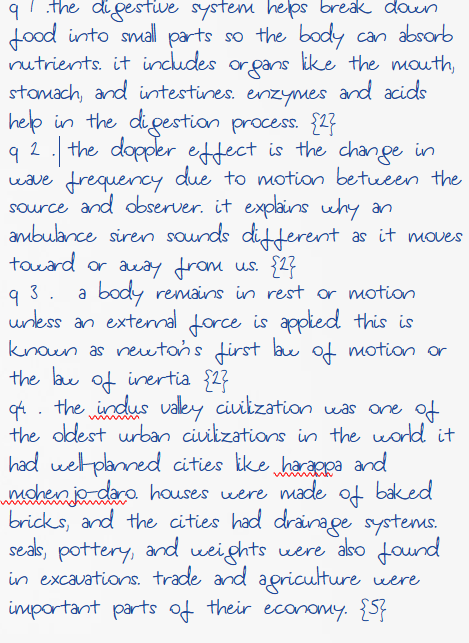 q 1 .the digestive system helps break down
food into small parts so the body can absorb
nutrients. it includes organs like the mouth,
stomach, and intestines. enzymes and acids
help in the digestion process. {2}
q 2 . the doppler effect is the change in
wave frequency due to motion between the
source and observer. it explains why an
ambulance siren sounds different as it moves
toward or away from us. {2}
q 3 . a body remains in rest or motion
unless an external force is applied this is
known as newton's first law of motion or
the law of inertia {2}
q4 . the indus valley civilization was one of
the oldest urban civilizations in the world. it
had well-planned cities like harappa and
mohenjo-daro. houses were made of baked
bricks, and the cities had drainage systems.
seals, pottery, and weights were also found
in excavations. trade and agriculture were
important parts of their economy. {5}